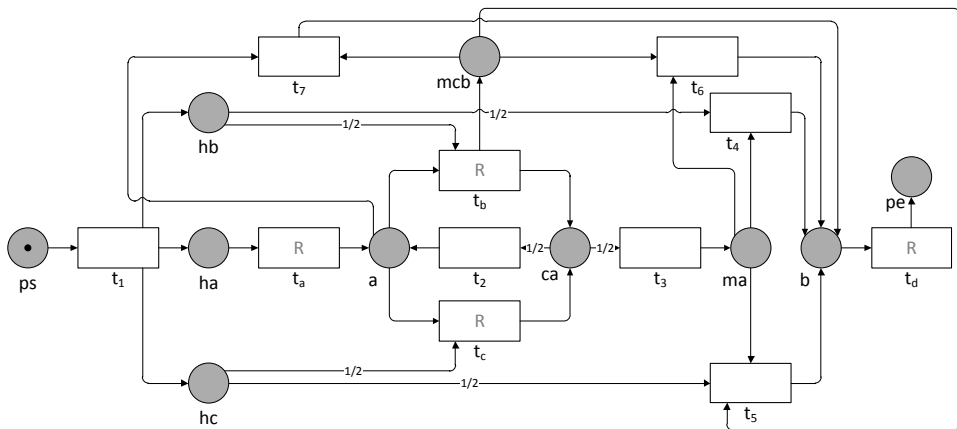 mcb
t7
t6
hb
1/2
t4
1/2
R
tb
pe
R
R
1/2
1/2
ps
t1
ha
ta
a
t2
ca
t3
ma
b
td
R
tc
1/2
1/2
hc
t5